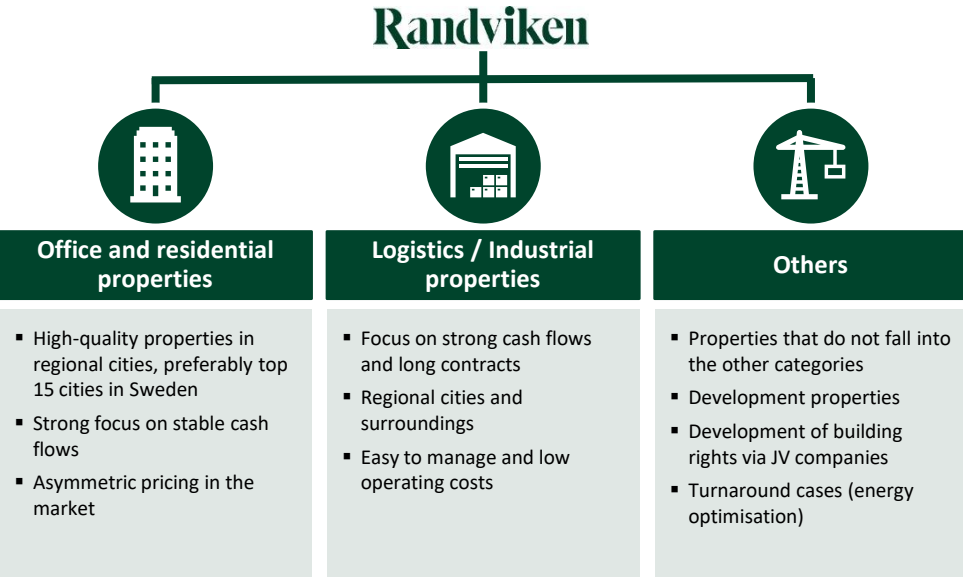 Randviken
Office and residential
properties
▪ High-quality properties in
regional cities, preferably top
15 cities in Sweden
▪ Strong focus on stable cash
flows
▪ Asymmetric pricing in the
market
Logistics / Industrial
properties
▪ Focus on strong cash flows
and long contracts
▪ Regional cities and
surroundings
▪ Easy to manage and low
operating costs
Others
▪ Properties that do not fall into
the other categories
▪ Development properties
▪ Development of building
rights via JV companies
▪ Turnaround cases (energy
optimisation)